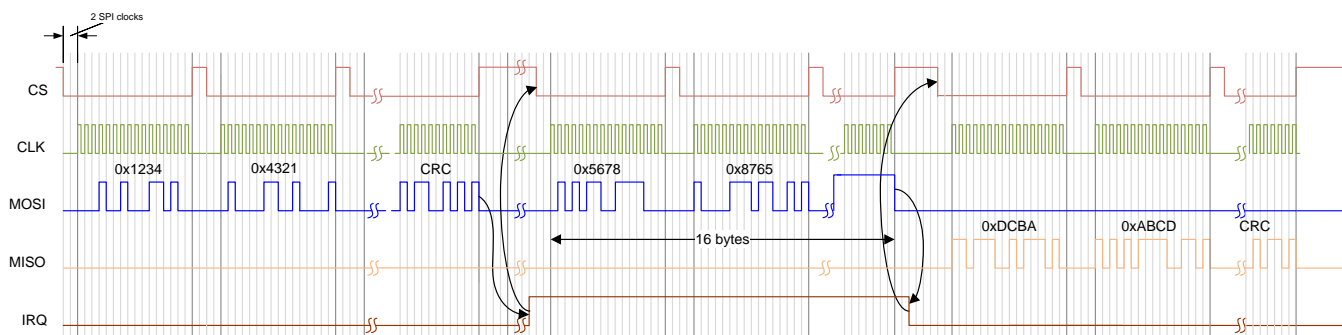 2 SPI clocks
CS
CLK
0x1234
0x4321
CRC
0x5678
0x8765
MOSI
16 bytes
0xDCBA
0xABCD
CRC
MISO
IRQ